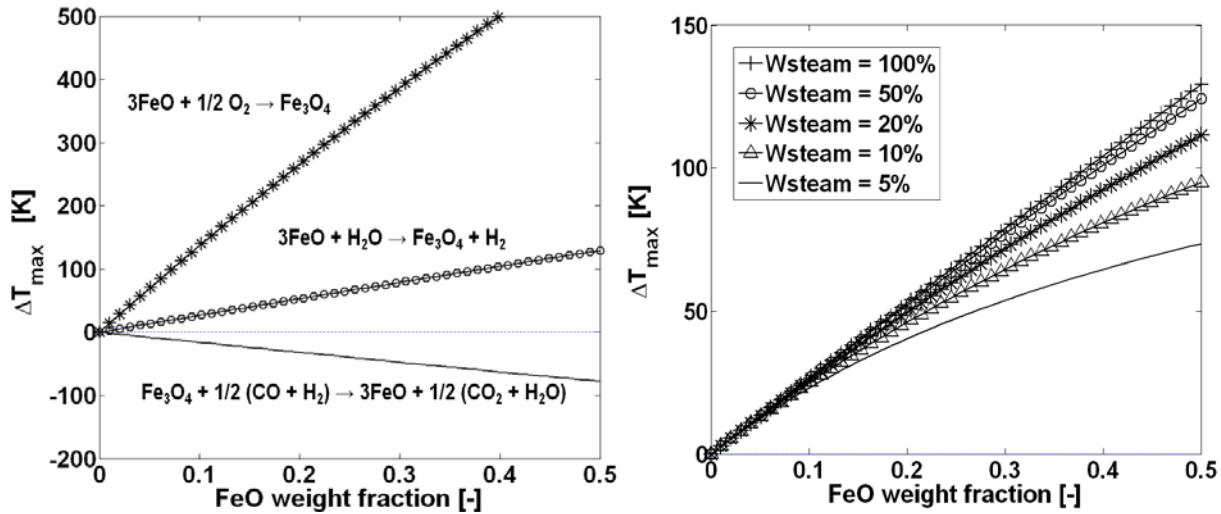 500
400
300
200
100
0
-100
-200
ΔTmax [K]
3FeO + 1/2 O2 → Fe3O4
3FeO + H2O → Fe3O4 + H2
Fe3O4 + 1/2 (CO + H2) → 3FeO + 1/2 (CO2 + H2O)
0 0.1 0.2 0.3 0.4 0.5
FeO weight fraction [-]
150
100
50
0
ΔTmax [K]
Wsteam = 100%
Wsteam = 50%
Wsteam = 20%
Wsteam = 10%
Wsteam = 5%
0 0.1 0.2 0.3 0.4 0.5
FeO weight fraction [-]